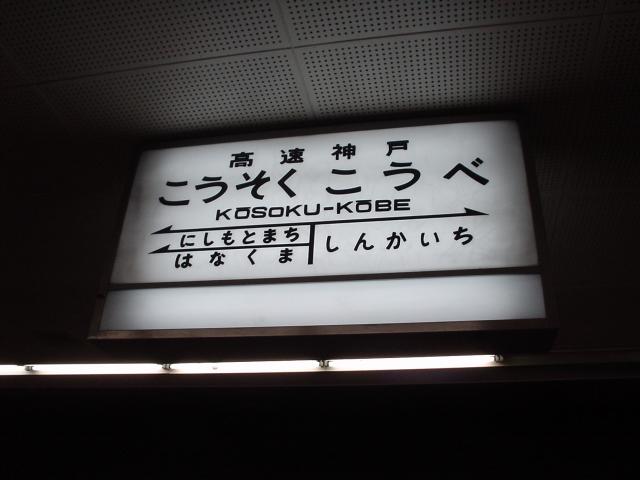 高速神戸
こうそくこうべ
KŌSOKU-KŌBE
にしもとまち
はなくま
しんかいち